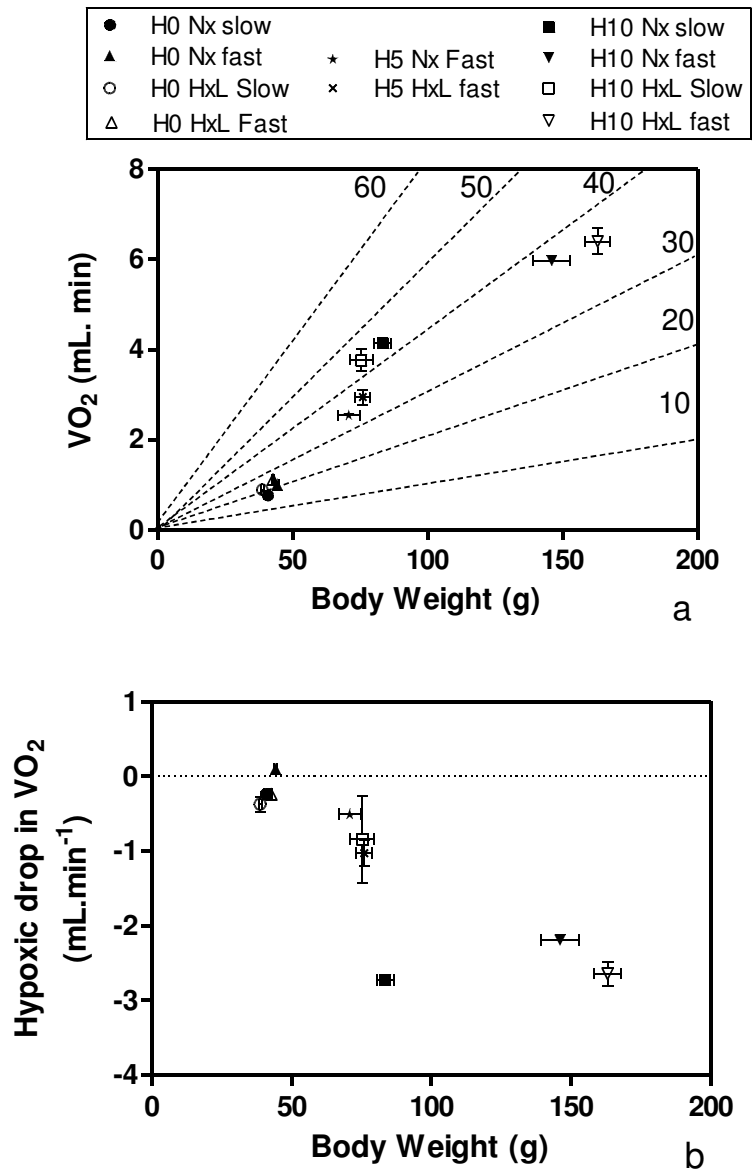 H0 Nx slow H10 Nx slow
H0 Nx fast H5 Nx Fast H10 Nx fast
H0 HxL Slow H5 HxL fast H10 HxL Slow
H0 HxL Fast H10 HxL fast
8
60 50 40
30
6
20
4
10
2
0
VO₂ (mL. min)
0 50 100 150 200
Body Weight (g)
a
1
0
-1
-2
-3
-4
Hypoxic drop in VO₂
(mL.min⁻¹)
0 50 100 150 200
Body Weight (g)
b